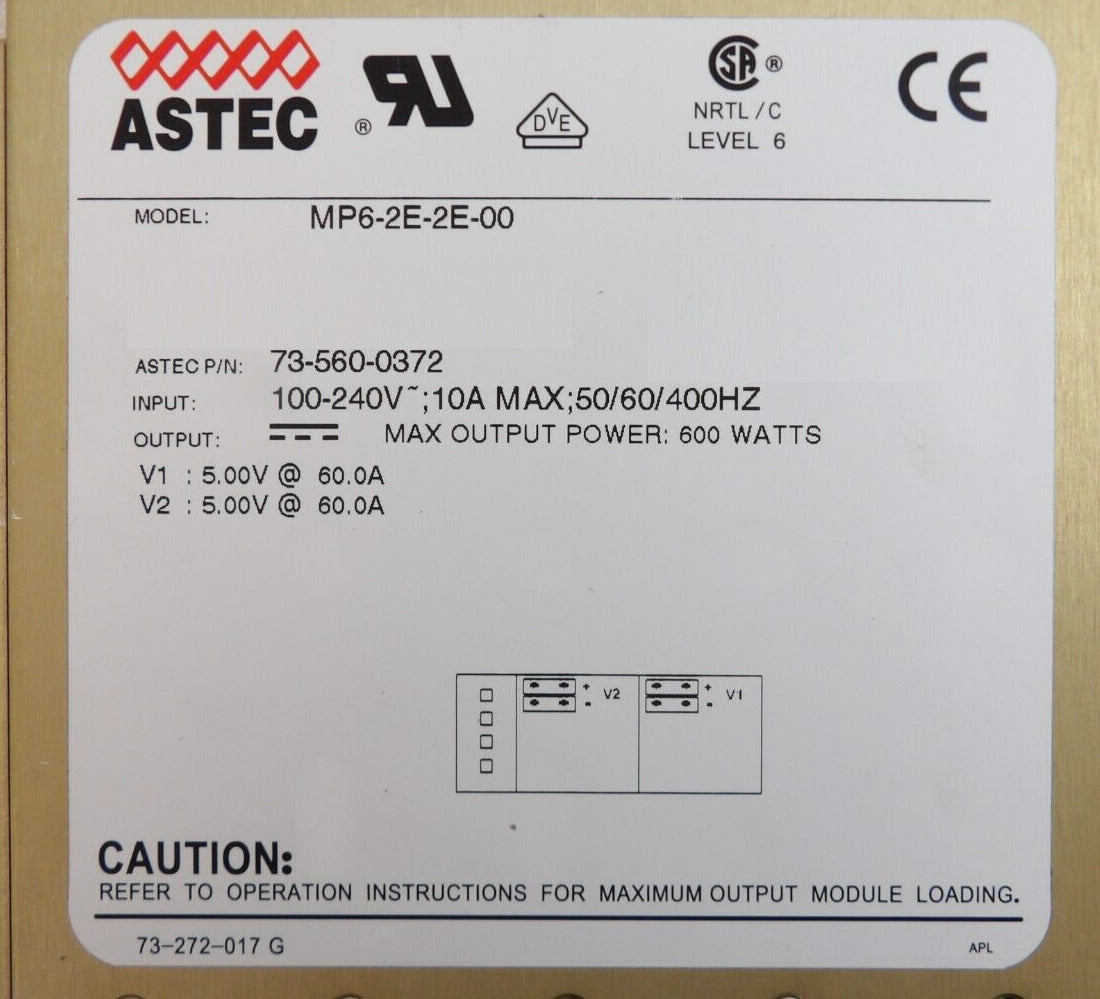 ASTEC
®
DVE
SA ®
NRTL/C
LEVEL 6
CE
MODEL: MP6-2E-2E-00
ASTEC P/N: 73-560-0372
INPUT: 100-240V~;10A MAX;50/60/400HZ
OUTPUT: MAX OUTPUT POWER: 600 WATTS
V1 : 5.00V @ 60.0A
V2 : 5.00V @ 60.0A
+ V2 + V1
- -
CAUTION:
REFER TO OPERATION INSTRUCTIONS FOR MAXIMUM OUTPUT MODULE LOADING.
73-272-017 G APL